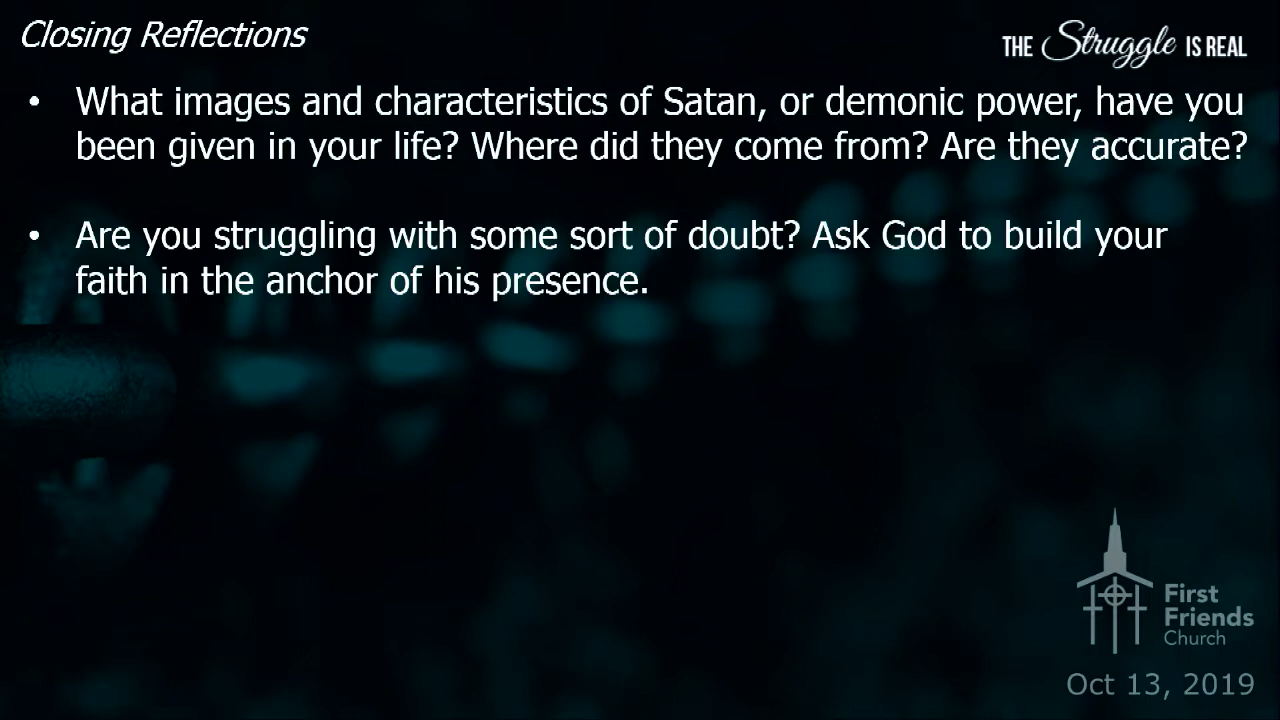 Closing Reflections
THE Struggle IS REAL
• What images and characteristics of Satan, or demonic power, have you
been given in your life? Where did they come from? Are they accurate?
• Are you struggling with some sort of doubt? Ask God to build your
faith in the anchor of his presence.
First
Friends
Church
Oct 13, 2019